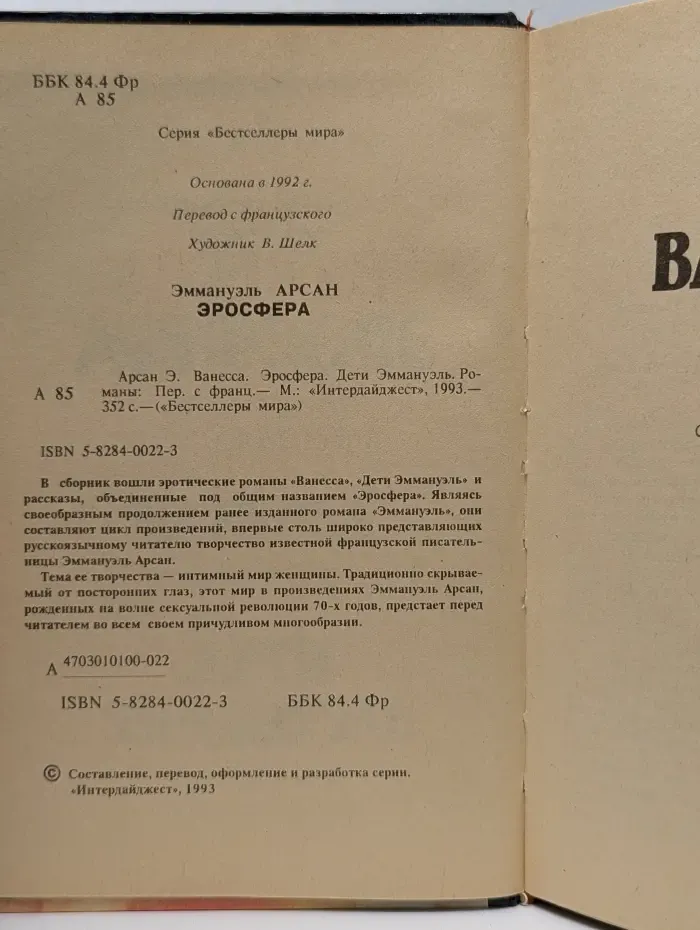 ББК 84.4 Фр
А 85
Серия «Бестселлеры мира»
Основана в 1992 г.
Перевод с французского
Художник В. Шелк
Эммануэль АРСАН
ЭРОСФЕРА
Арсан Э. Ванесса. Эросфера. Дети Эммануэль. Ро-
А 85 маны: Пер. с франц.— М.: «Интердайджест», 1993.—
352 с.—(«Бестселлеры мира»)
ISBN 5-8284-0022-3
В сборник вошли эротические романы «Ванесса», «Дети Эммануэль» и
рассказы, объединенные под общим названием «Эросфера». Являясь
своеобразным продолжением ранее изданного романа «Эммануэль», они
составляют цикл произведений, впервые столь широко представляющих
русскоязычному читателю творчество известной французской писатель-
ницы Эммануэль Арсан.
Тема ее творчества — интимный мир женщины. Традиционно скрывае-
мый от посторонних глаз, этот мир в произведениях Эммануэль Арсан,
рожденных на волне сексуальной революции 70-х годов, предстает перед
читателем во всем своем причудливом многообразии.
А 4703010100-022
ISBN 5-8284-0022-3 ББК 84.4 Фр
© Составление, перевод, оформление и разработка серии.
«Интердайджест», 1993
ВА